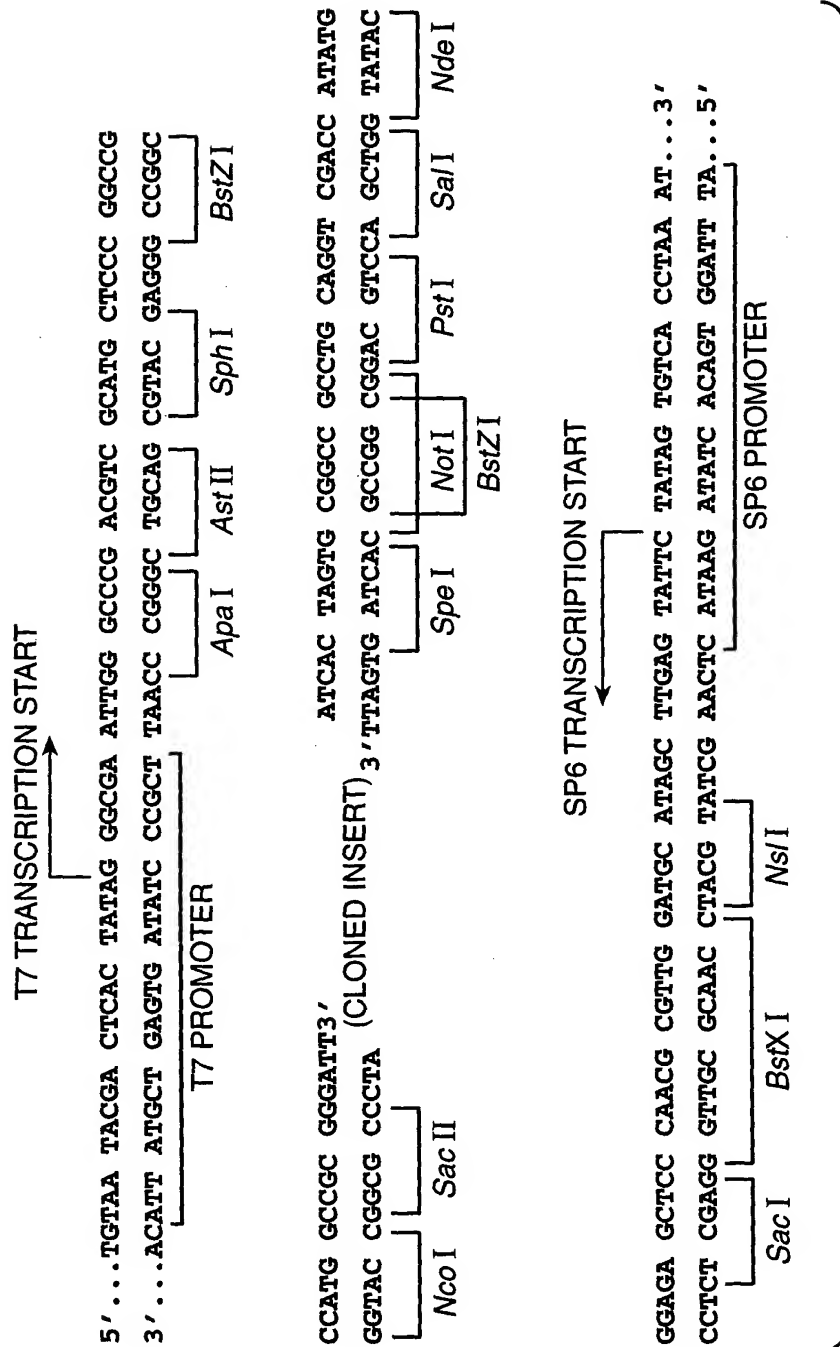 T7 TRANSCRIPTION START
5'...TGTAA TACGA CTCAC TATAG GGCGA ATTGG GCCCG ACGTC GCATG CTCCC GGCCG
3'...ACATT ATGCT GAGTG ATATC CCGCT TAACC CGGGC TGCAG CGTAC GAGGG CCGGC
T7 PROMOTER
Apa I
Ast II
Sph I
BstZ I
CCATG GCCGC GGGATT3'
GGTAC CGGCG CCCTA
(CLONED INSERT)
ATCAC TAGTG CGGCC GCCTG CAGGT CGACC ATATG
3'TTAGTG ATCAC GCCGG CGGAC GTCCA GCTGG TATAC
Nco I
Sac II
Spe I
Not I
BstZ I
Pst I
Sal I
Nde I
SP6 TRANSCRIPTION START
GGAGA GCTCC CAACG CGTTG GATGC ATAGC TTGAG TATTC TATAG TGTCA CCTAA AT...3'
CCTCT CGAGG GTTGC GCAAC CTACG TATCG AACTC ATAAG ATATC ACAGT GGATT TA....5'
Sac I
BstX I
Nsl I
SP6 PROMOTER